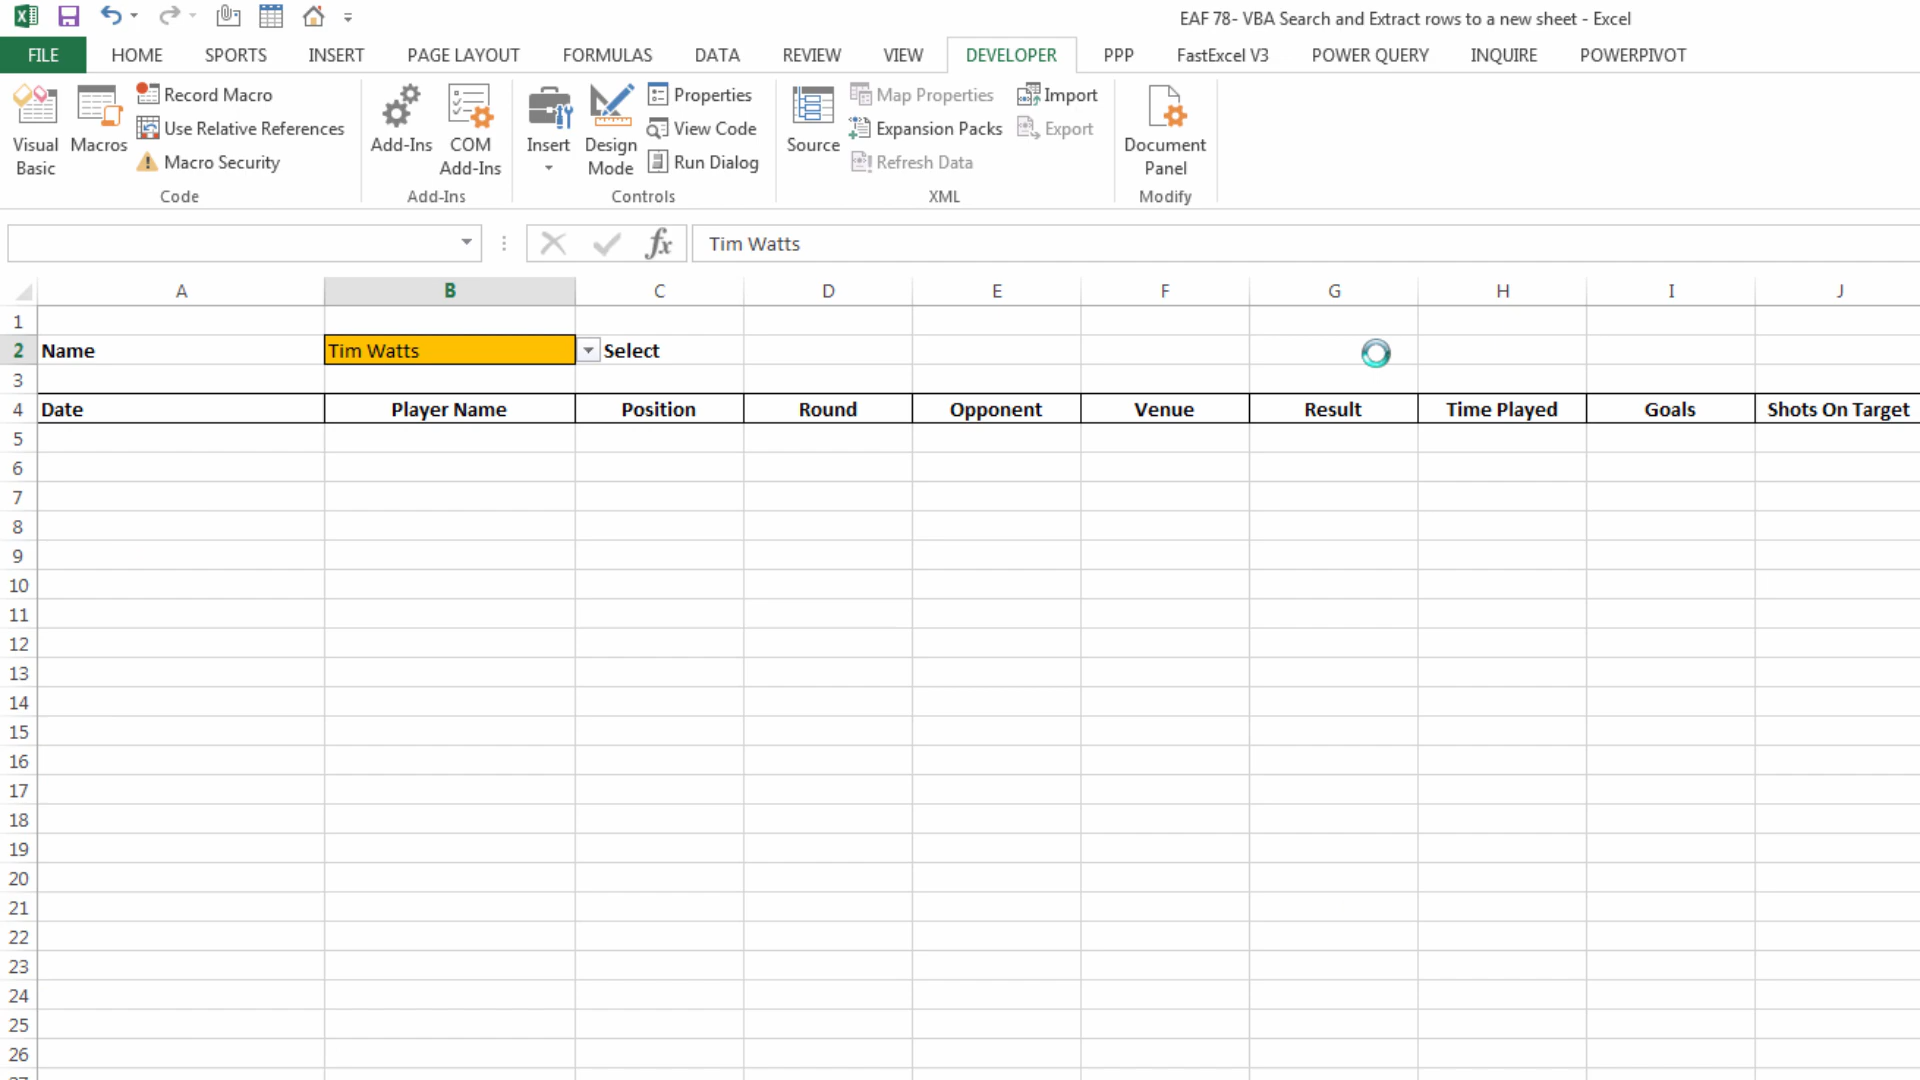 EAF 78- VBA Search and Extract rows to a new sheet - Excel
FILE HOME SPORTS INSERT PAGE LAYOUT FORMULAS DATA REVIEW VIEW DEVELOPER PPP FastExcel V3 POWER QUERY INQUIRE POWERPIVOT
Visual Basic
Macros
Record Macro
Use Relative References
Macro Security
Code
Add-Ins
COM Add-Ins
Add-Ins
Insert
Design Mode
Properties
View Code
Run Dialog
Controls
Source
Map Properties
Expansion Packs
Refresh Data
Import
Export
XML
Document Panel
Modify
fx Tim Watts
A B C D E F G H I J
1
2 Name Tim Watts Select
3
4 Date Player Name Position Round Opponent Venue Result Time Played Goals Shots On Target
5
6
7
8
9
10
11
12
13
14
15
16
17
18
19
20
21
22
23
24
25
26